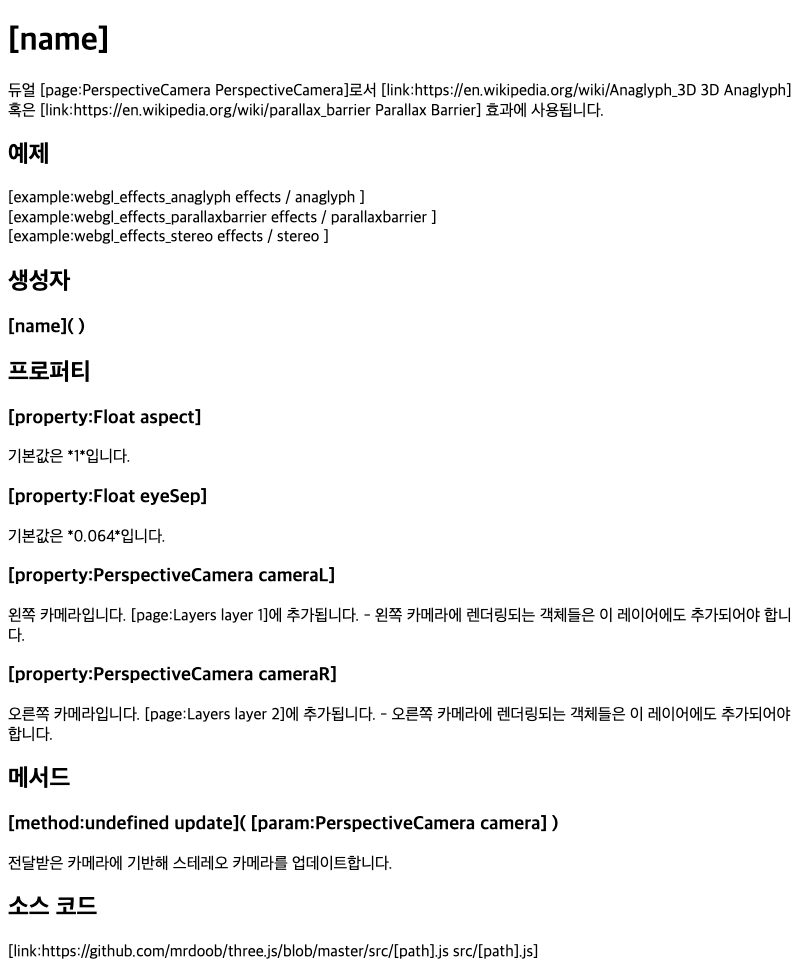 [name]
듀얼 [page:PerspectiveCamera PerspectiveCamera]로서 [link:https://en.wikipedia.org/wiki/Anaglyph_3D 3D Anaglyph]
혹은 [link:https://en.wikipedia.org/wiki/parallax_barrier Parallax Barrier] 효과에 사용됩니다.
예제
[example:webgl_effects_anaglyph effects / anaglyph ]
[example:webgl_effects_parallaxbarrier effects / parallaxbarrier ]
[example:webgl_effects_stereo effects / stereo ]
생성자
[name]( )
프로퍼티
[property:Float aspect]
기본값은 *1*입니다.
[property:Float eyeSep]
기본값은 *0.064*입니다.
[property:PerspectiveCamera cameraL]
왼쪽 카메라입니다. [page:Layers layer 1]에 추가됩니다. - 왼쪽 카메라에 렌더링되는 객체들은 이 레이어에도 추가되어야 합니
다.
[property:PerspectiveCamera cameraR]
오른쪽 카메라입니다. [page:Layers layer 2]에 추가됩니다. - 오른쪽 카메라에 렌더링되는 객체들은 이 레이어에도 추가되어야
합니다.
메서드
[method:undefined update]( [param:PerspectiveCamera camera] )
전달받은 카메라에 기반해 스테레오 카메라를 업데이트합니다.
소스 코드
[link:https://github.com/mrdoob/three.js/blob/master/src/[path].js src/[path].js]